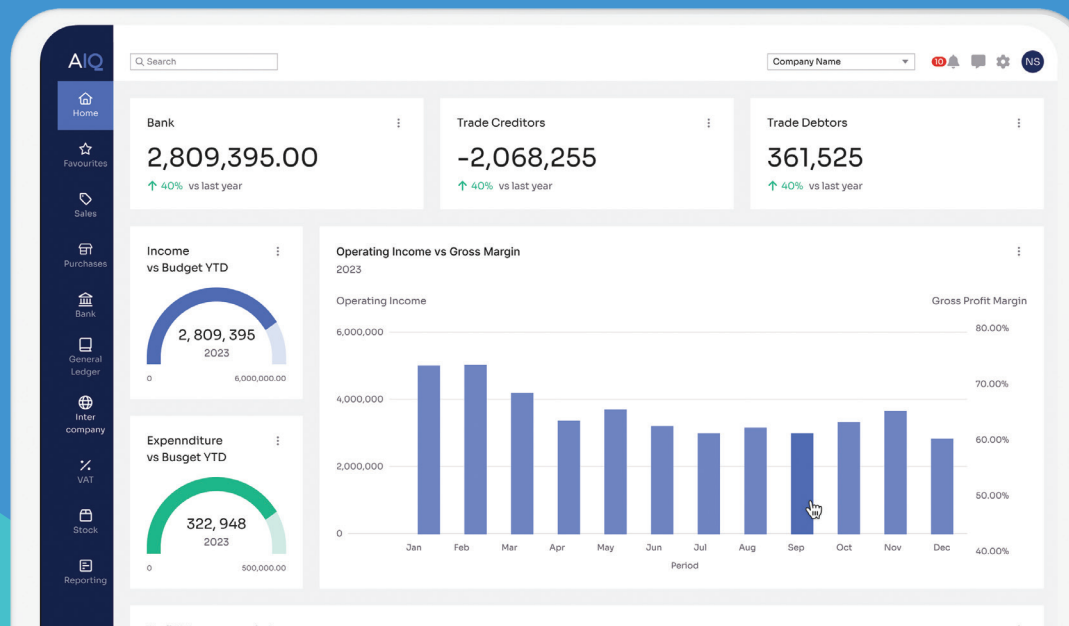 AIQ
Search
Company Name
10
NS
Home
Favourites
Sales
Purchases
Bank
General
Ledger
Inter
company
VAT
Stock
Reporting
Bank
2,809,395.00
↑ 40% vs last year
Trade Creditors
-2,068,255
↑ 40% vs last year
Trade Debtors
361,525
↑ 40% vs last year
Income
vs Budget YTD
2, 809, 395
2023
0 6,000,000.00
Expennditure
vs Busget YTD
322, 948
2023
0 500,000.00
Operating Income vs Gross Margin
2023
Operating Income Gross Profit Margin
6,000,000 80.00%
70.00%
4,000,000
60.00%
2,000,000
50.00%
0
40.00%
Jan Feb Mar Apr May Jun Jul Aug Sep Oct Nov Dec
Period